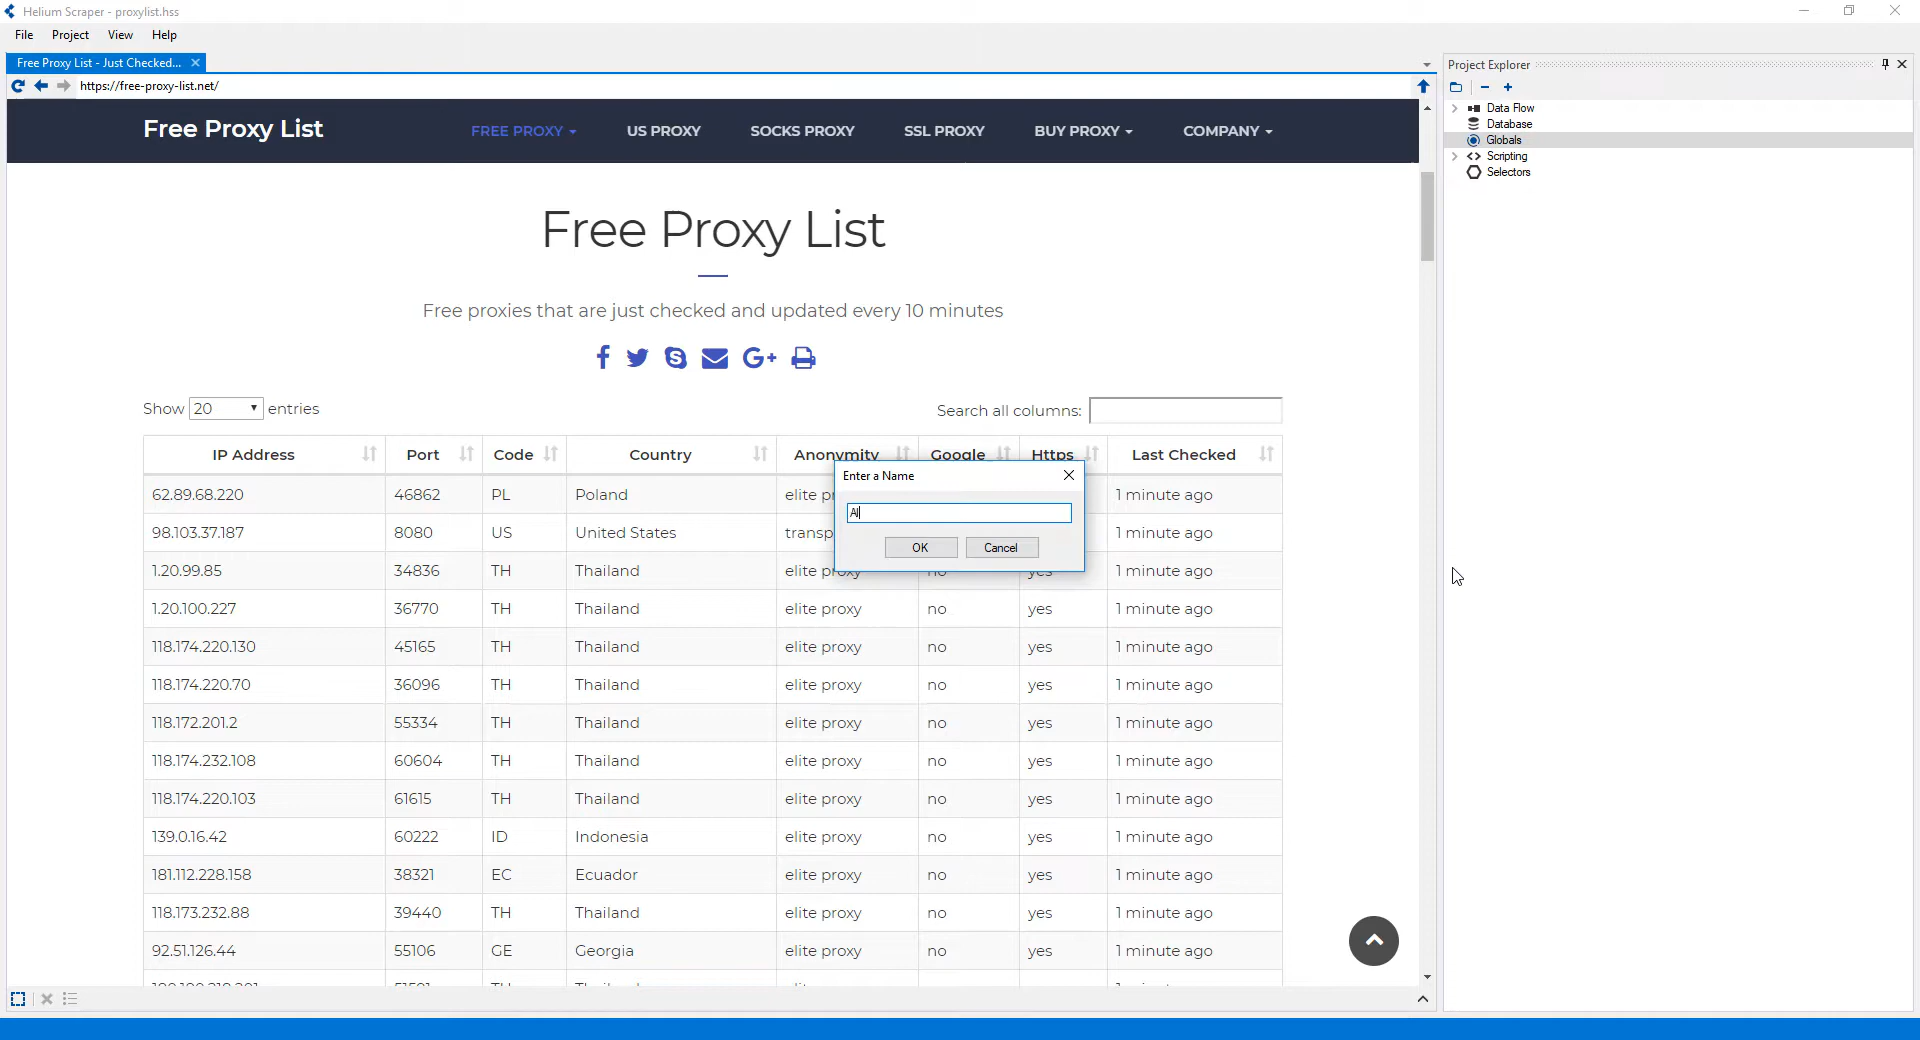 Helium Scraper - proxylist.hss
File Project View Help
Free Proxy List - Just Checked...
https://free-proxy-list.net/
Free Proxy List FREE PROXY US PROXY SOCKS PROXY SSL PROXY BUY PROXY COMPANY
Free Proxy List
Free proxies that are just checked and updated every 10 minutes
Show 20 entries Search all columns:
IP Address Port Code Country Anonymity Google Https Last Checked
62.89.68.220 46862 PL Poland elite 1 minute ago
98.103.37.187 8080 US United States 1 minute ago
1.20.99.85 34836 TH Thailand elite proxy no yes 1 minute ago
1.20.100.227 36770 TH Thailand elite proxy no yes 1 minute ago
118.174.220.130 45165 TH Thailand elite proxy no yes 1 minute ago
118.174.220.70 36096 TH Thailand elite proxy no yes 1 minute ago
118.172.201.2 55334 TH Thailand elite proxy no yes 1 minute ago
118.174.232.108 60604 TH Thailand elite proxy no yes 1 minute ago
118.174.220.103 61615 TH Thailand elite proxy no yes 1 minute ago
139.0.16.42 60222 ID Indonesia elite proxy no yes 1 minute ago
181.112.228.158 38321 EC Ecuador elite proxy no yes 1 minute ago
118.173.232.88 39440 TH Thailand elite proxy no yes 1 minute ago
92.51.126.44 55106 GE Georgia elite proxy no yes 1 minute ago
Enter a Name
OK Cancel
Project Explorer
Data Flow
Database
Globals
Scripting
Selectors